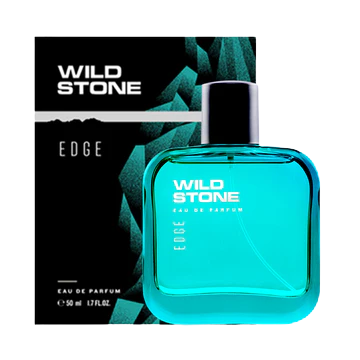 WILD
STONE
EDGE
EAU DE PARFUM
℮ 50 ml 1.7 FL.OZ.
WILD
STONE
EAU DE PARFUM
EDGE